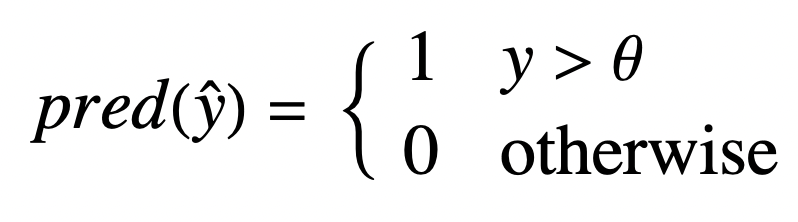 pred(ŷ) = { 1 y > θ
0 otherwise